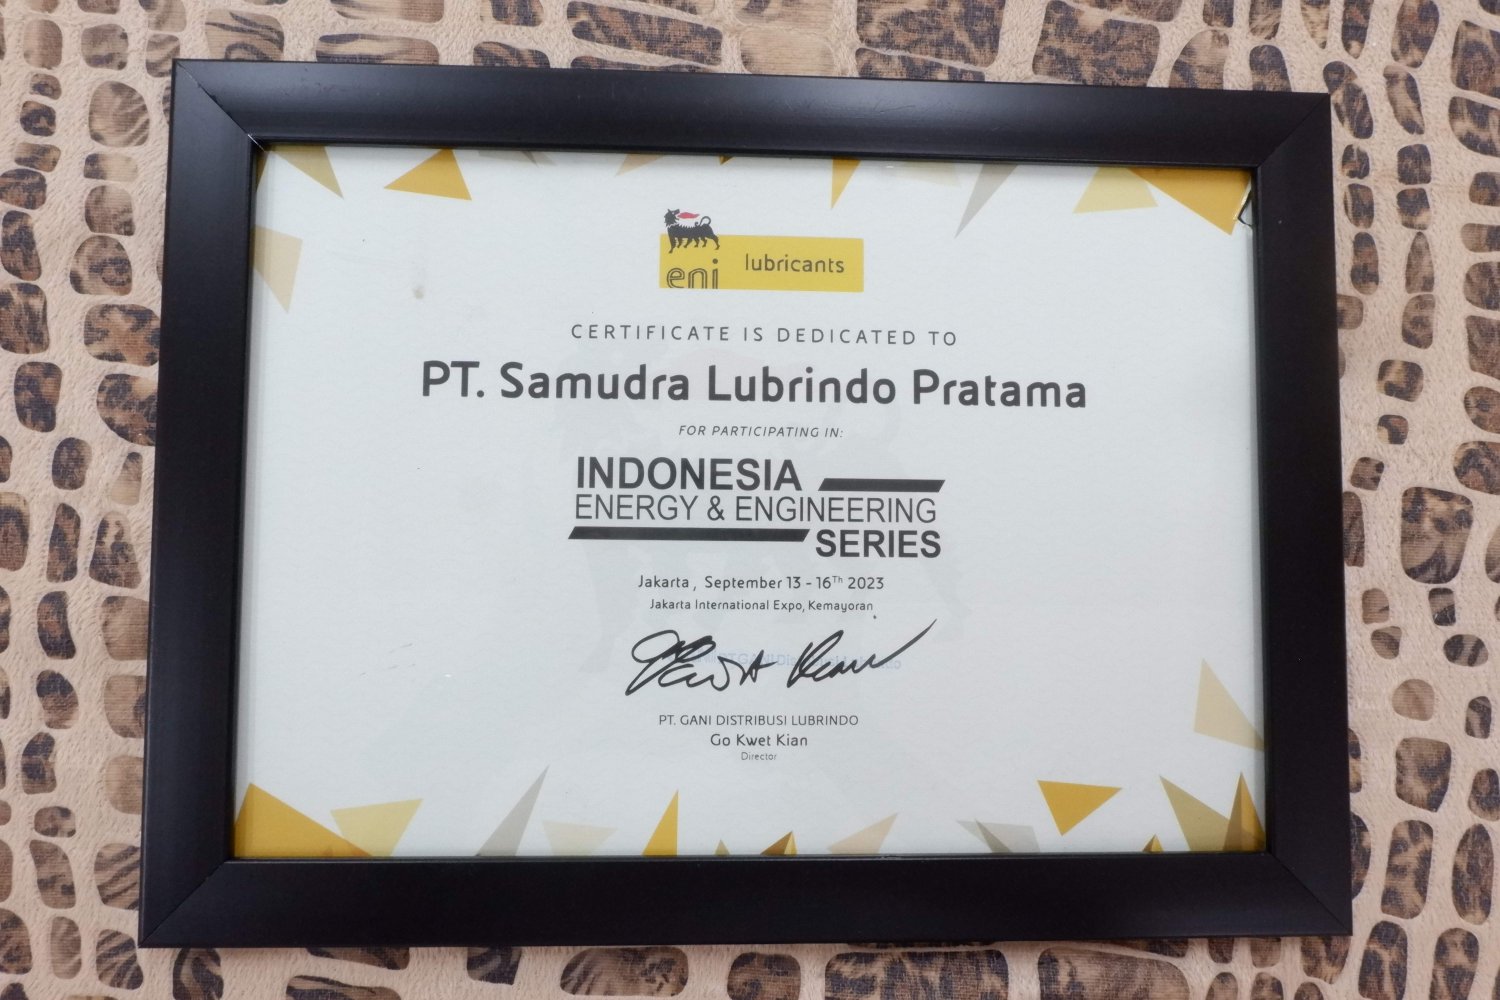 eni
lubricants
CERTIFICATE IS DEDICATED TO
PT. Samudra Lubrindo Pratama
FOR PARTICIPATING IN:
INDONESIA
ENERGY & ENGINEERING
SERIES
Jakarta, September 13 - 16Th 2023
Jakarta International Expo, Kemayoran
PT. GANI DISTRIBUSI LUBRINDO
Go Kwet Kian
Director